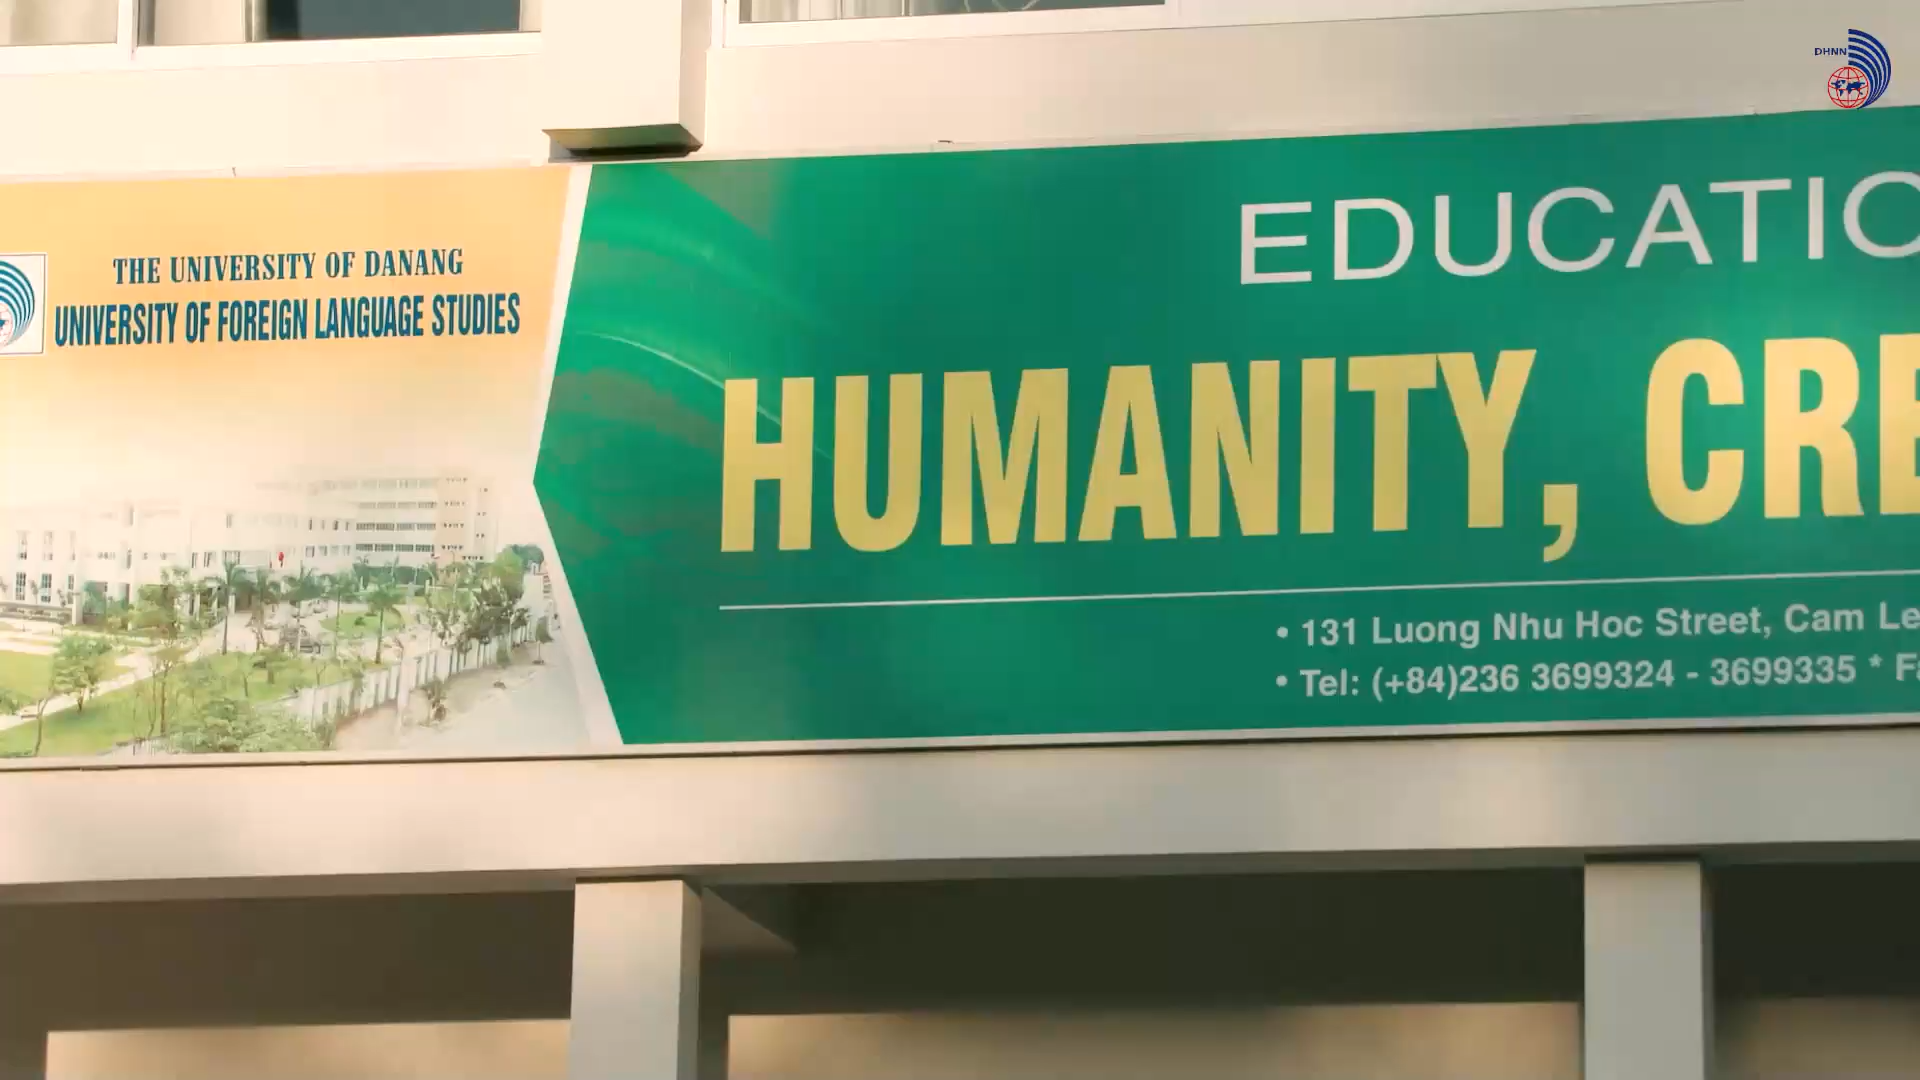 DHNN
THE UNIVERSITY OF DANANG
UNIVERSITY OF FOREIGN LANGUAGE STUDIES
EDUCATIO
HUMANITY, CRE
• 131 Luong Nhu Hoc Street, Cam Le
• Tel: (+84)236 3699324 - 3699335 * Fa